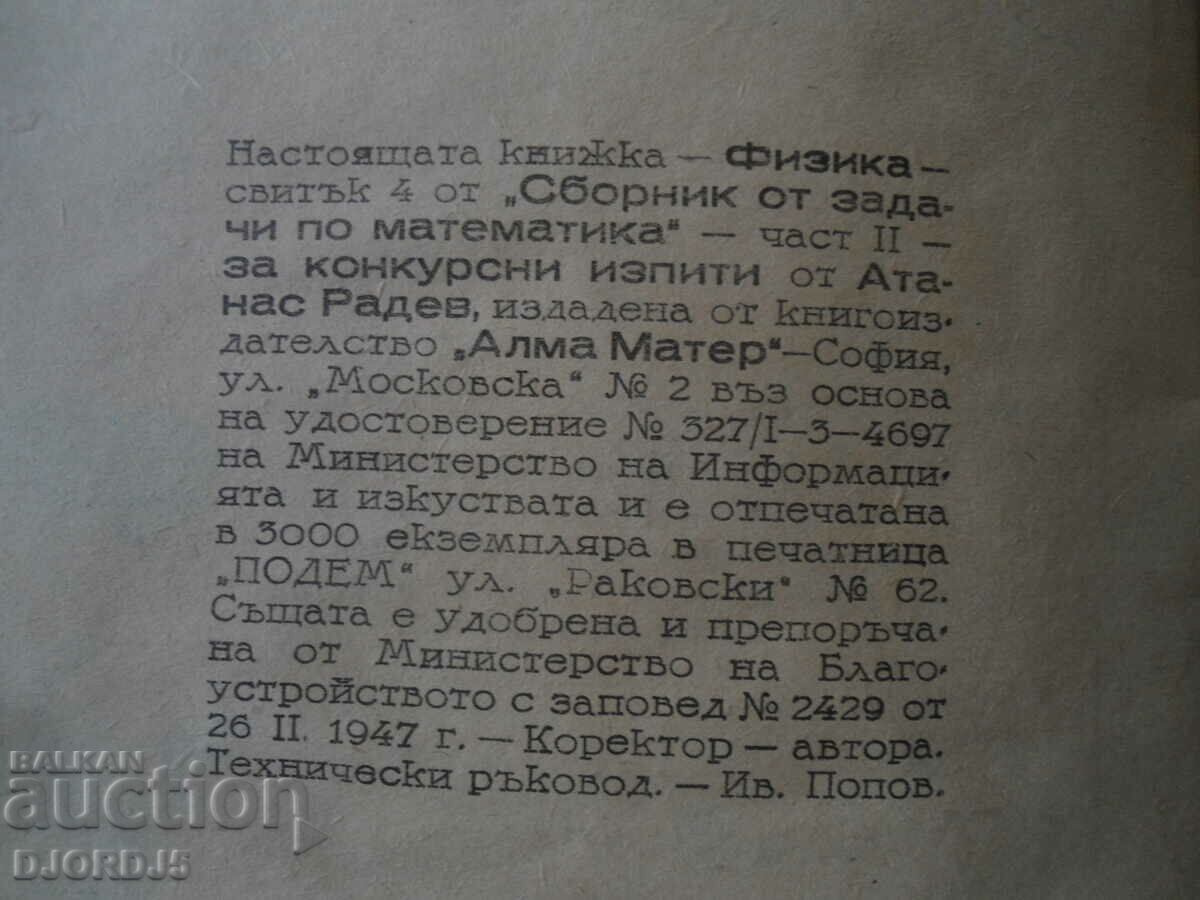 Настоящата книжка — Физика —
свитък 4 от „Сборник от зада-
чи по математика“ — част II —
за конкурсни изпити от Ата-
нас Радев, издадена от книгоиз-
дателство „Алма Матер“—София,
ул. „Московска“ № 2 въз основа
на удостоверение № 327/I—3—4697
на Министерство на Информаци-
ята и изкуствата и е отпечатана
в 3000 екземпляра в печатница
„ПОДЕМ“ ул. „Раковски“ № 62.
Същата е удобрена и препоръча-
на от Министерство на Благо-
устройството с заповед № 2429 от
26 II. 1947 г. — Коректор — автора.
Технически ръковод. — Ив. Попов.
BALKAN
auction
DJORDJ5